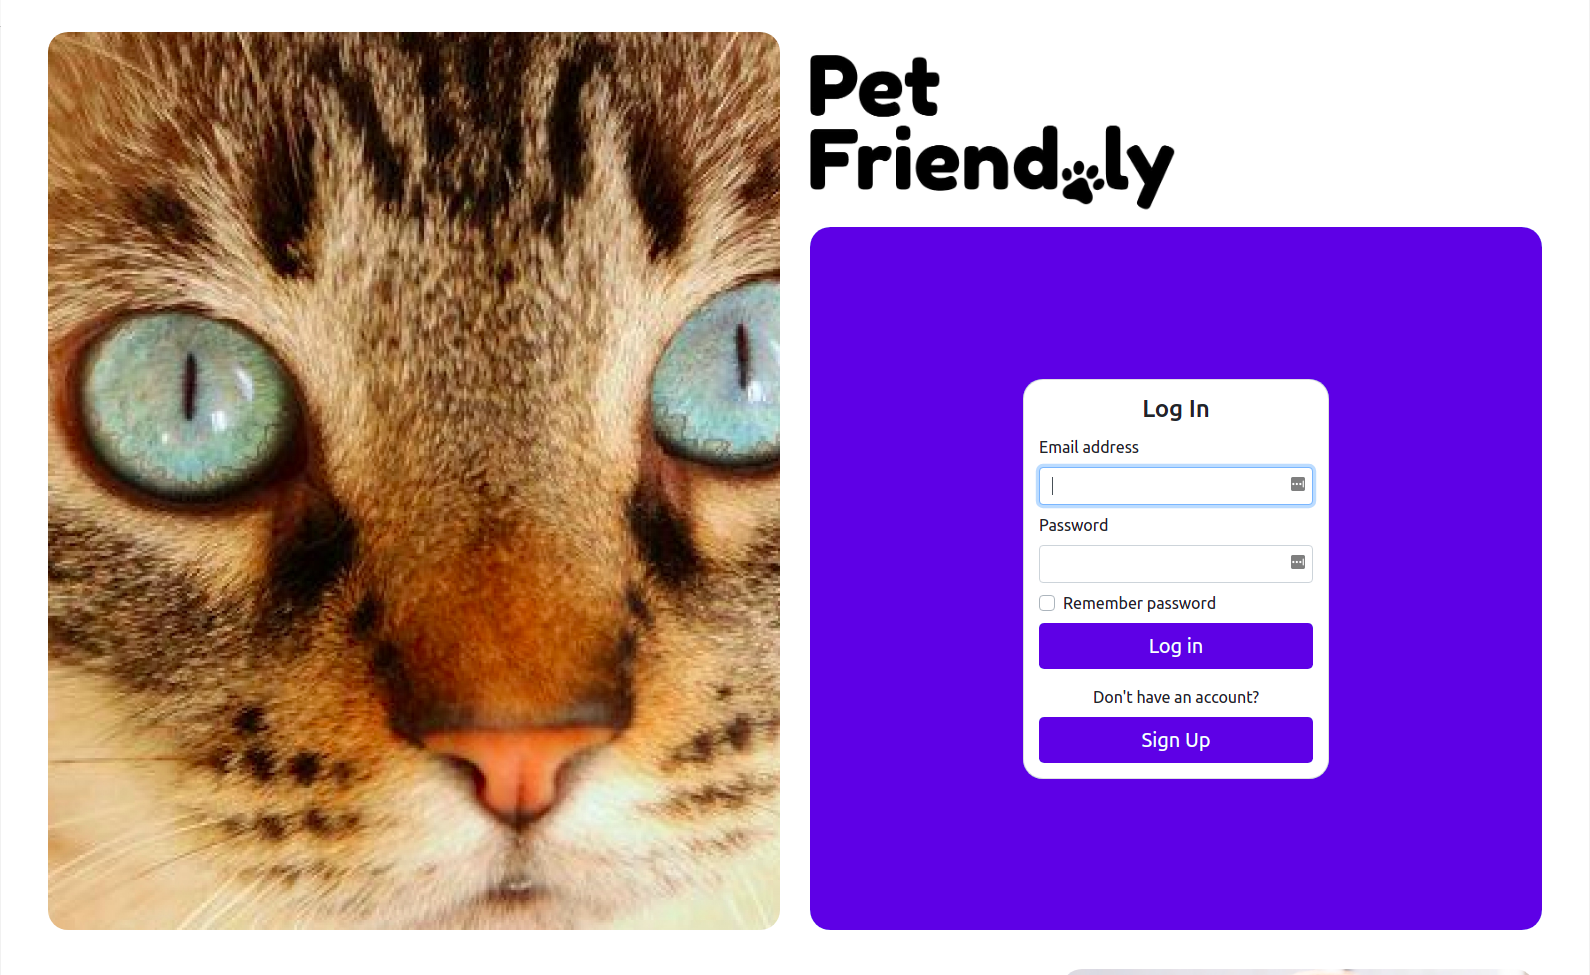 Pet
Friendly
Log In
Email address
Password
Remember password
Log in
Don't have an account?
Sign Up